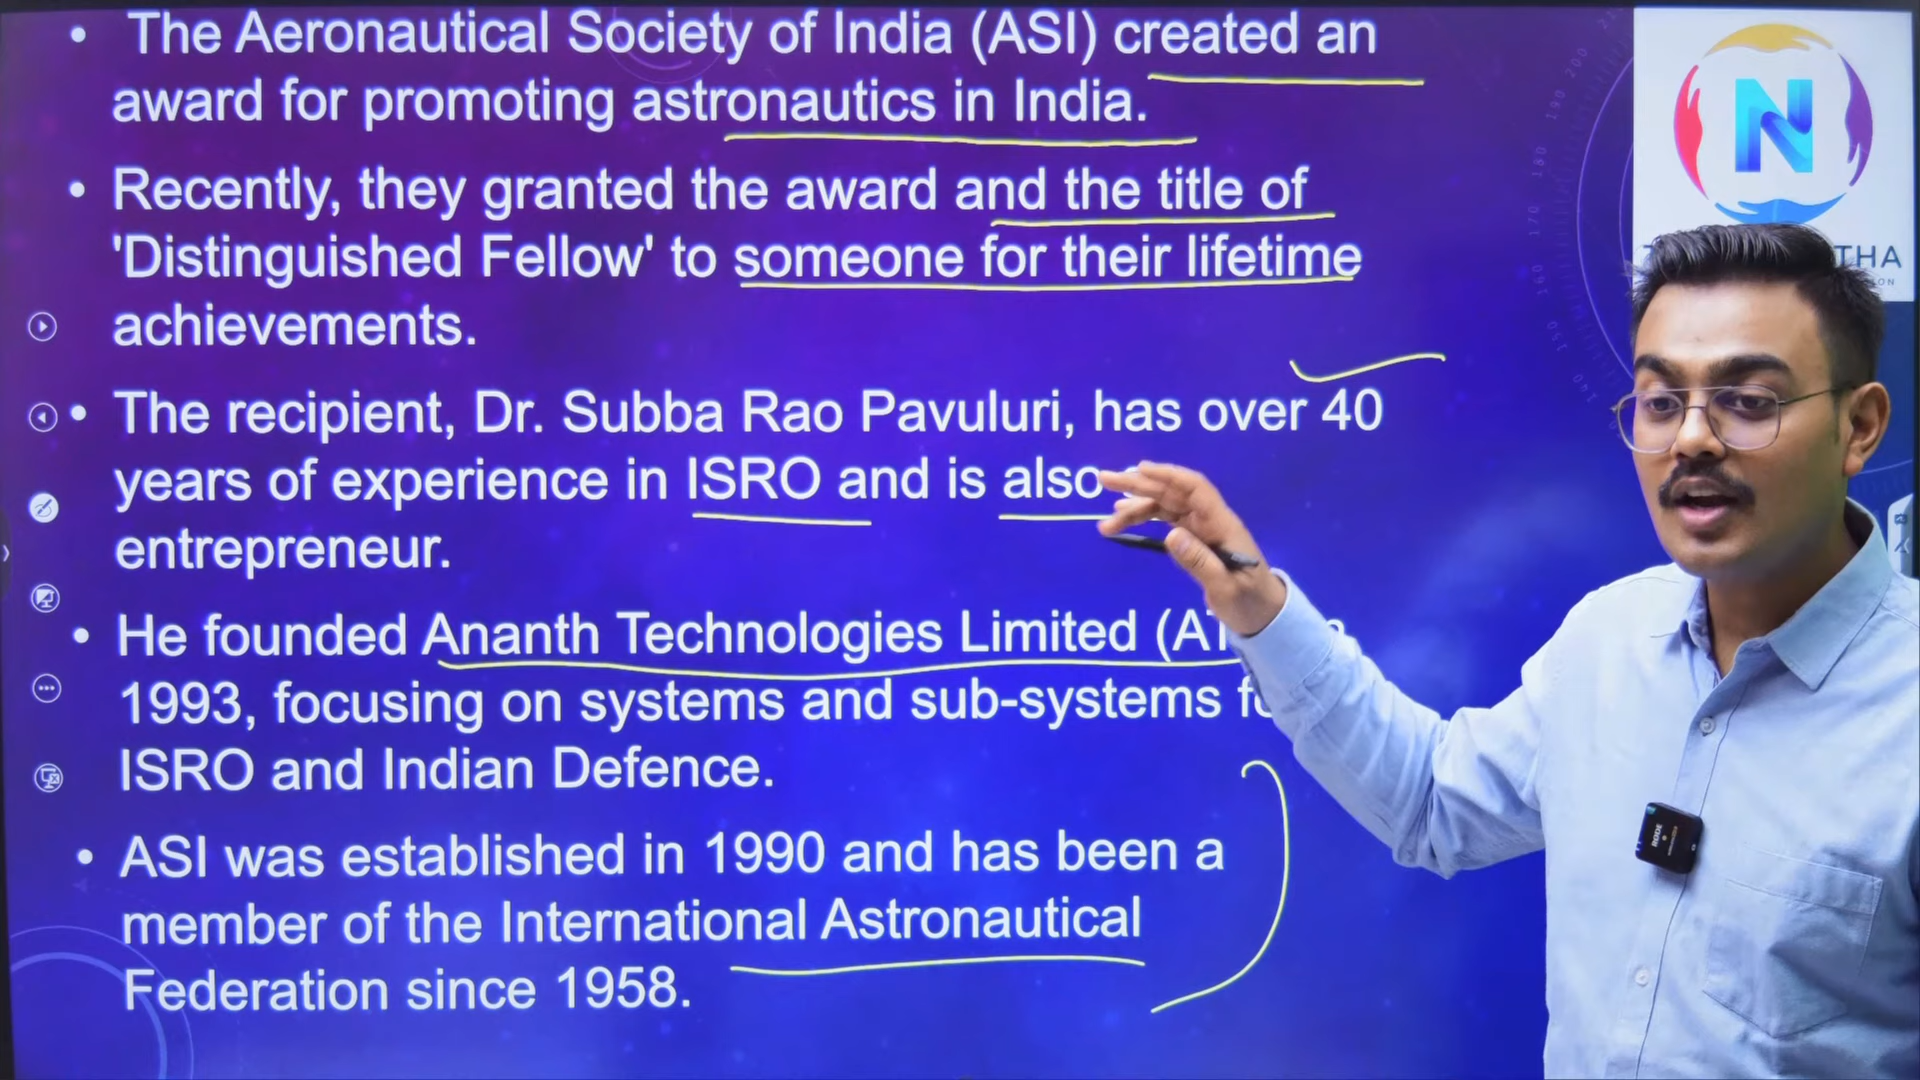 • The Aeronautical Society of India (ASI) created an
award for promoting astronautics in India.
• Recently, they granted the award and the title of
'Distinguished Fellow' to someone for their lifetime
achievements.
• The recipient, Dr. Subba Rao Pavuluri, has over 40
years of experience in ISRO and is also
entrepreneur.
• He founded Ananth Technologies Limited
1993, focusing on systems and sub-systems
ISRO and Indian Defence.
• ASI was established in 1990 and has been a
member of the International Astronautical
Federation since 1958.
N
RODE